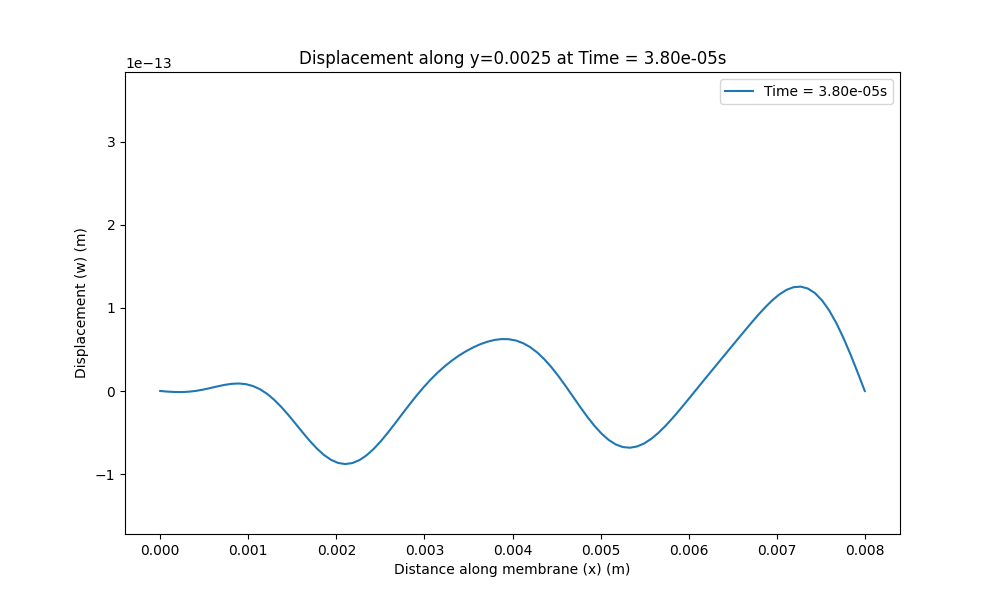 Displacement along y=0.0025 at Time = 3.80e-05s
1e−13
Time = 3.80e-05s
3
2
1
0
−1
Displacement (w) (m)
0.000 0.001 0.002 0.003 0.004 0.005 0.006 0.007 0.008
Distance along membrane (x) (m)